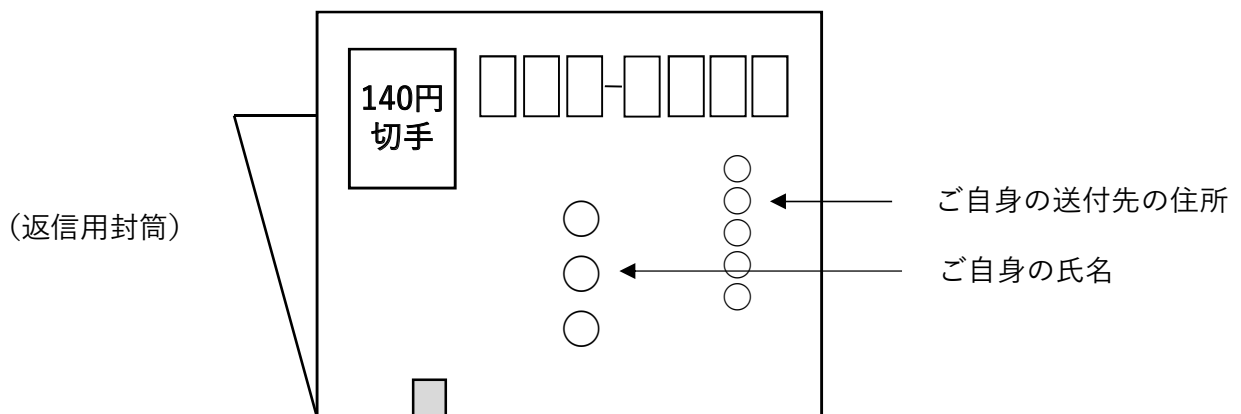 140円
切手
ご自身の送付先の住所
（返信用封筒）
ご自身の氏名